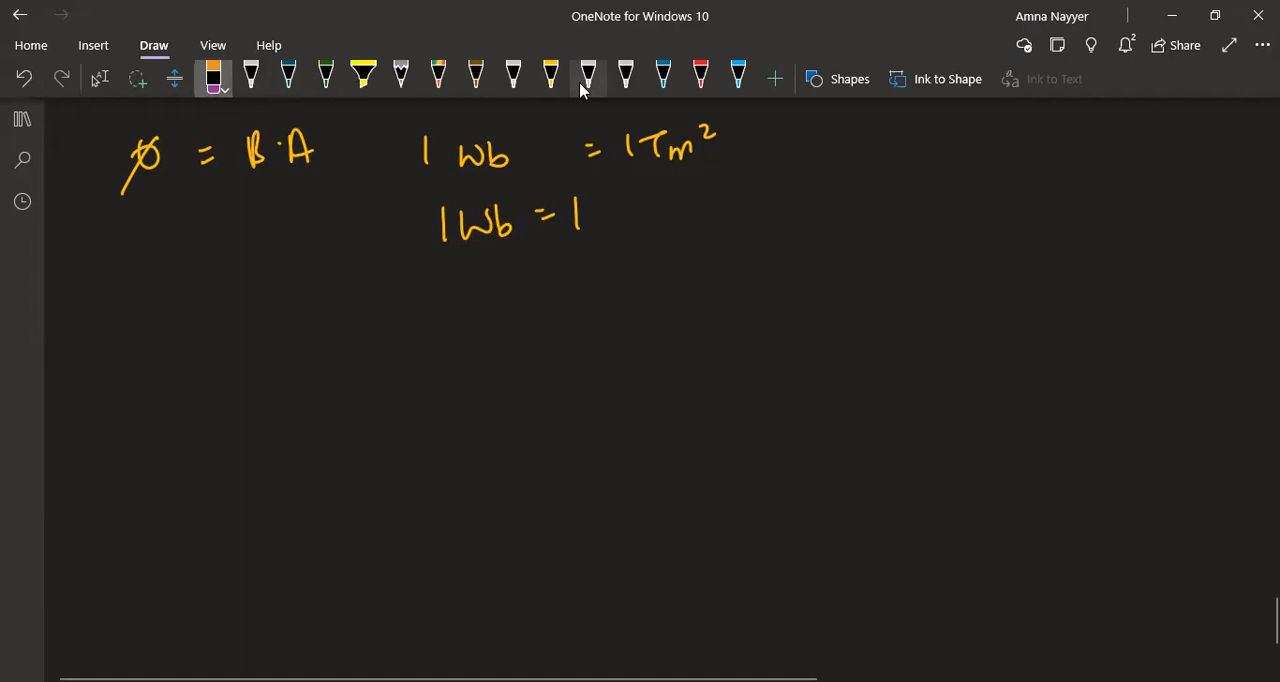 OneNote for Windows 10
Amna Nayyer
Home Insert Draw View Help
Share
Shapes
Ink to Shape
Ink to Text
φ = B·A 1 Wb = 1Tm²
1Wb = 1